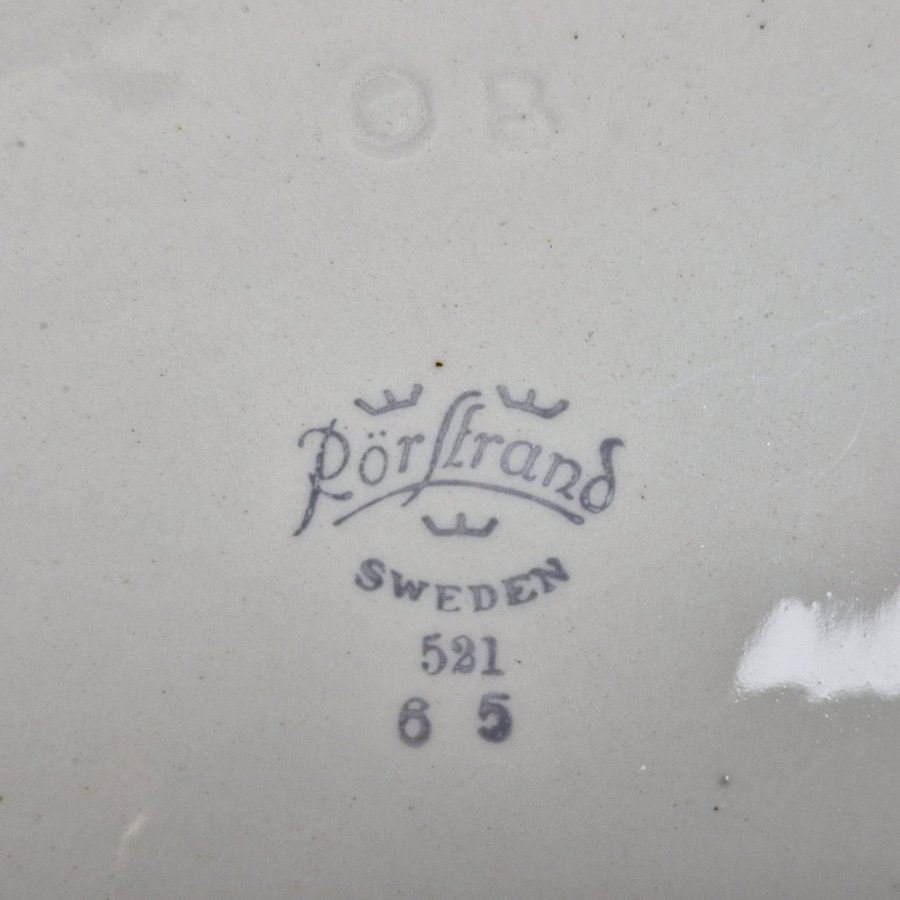 O B
Rörstrand
SWEDEN
521
6 5